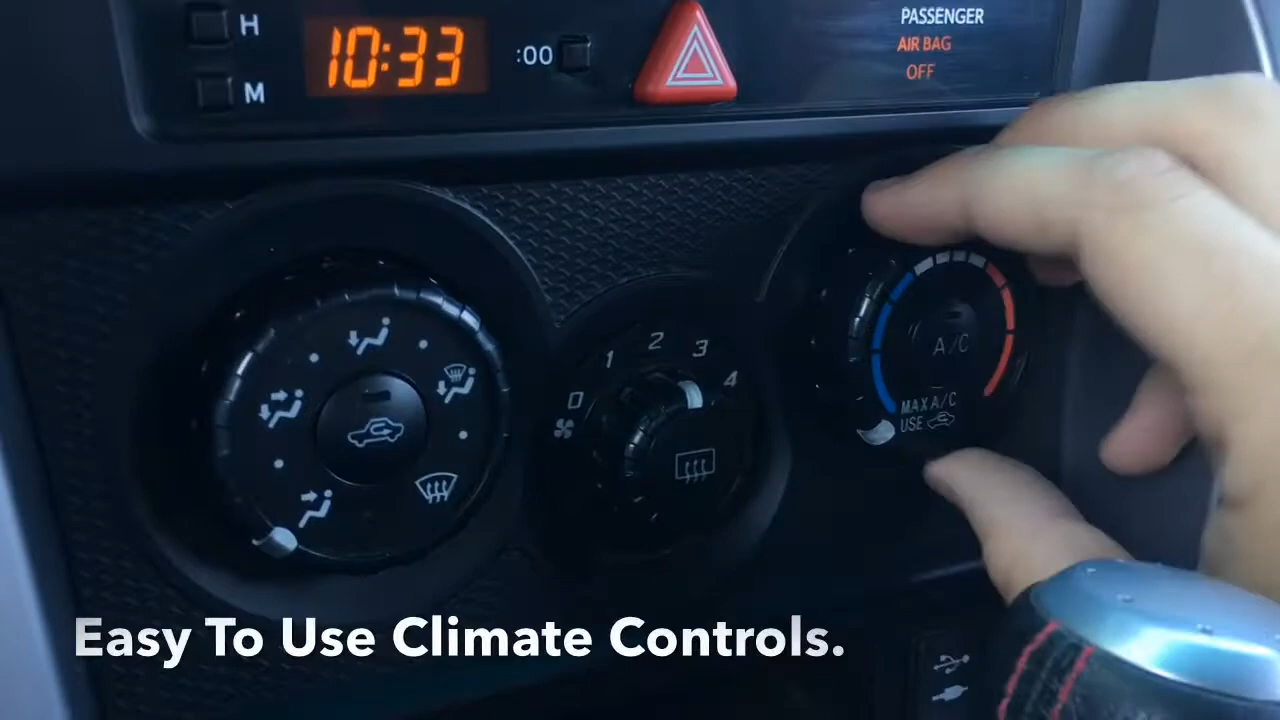 H
10:33
:00
M
PASSENGER
AIR BAG
OFF
0
1
2
3
4
A/C
MAX A/C
USE
Easy To Use Climate Controls.